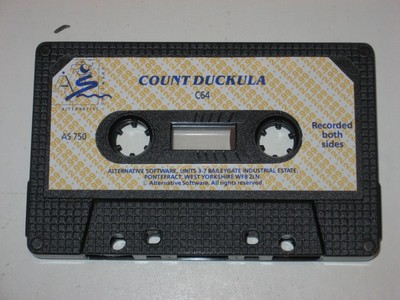 COUNT DUCKULA
C64
ALTERNATIVE
AS 750
Recorded
both
sides
ALTERNATIVE SOFTWARE, UNITS 3-7 BAILEYGATE INDUSTRIAL ESTATE,
PONTEFRACT, WEST YORKSHIRE WF8 2LN.
Alternative Software. All rights reserved.